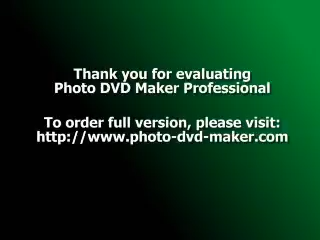 Thank you for evaluating
Photo DVD Maker Professional
To order full version, please visit:
http://www.photo-dvd-maker.com